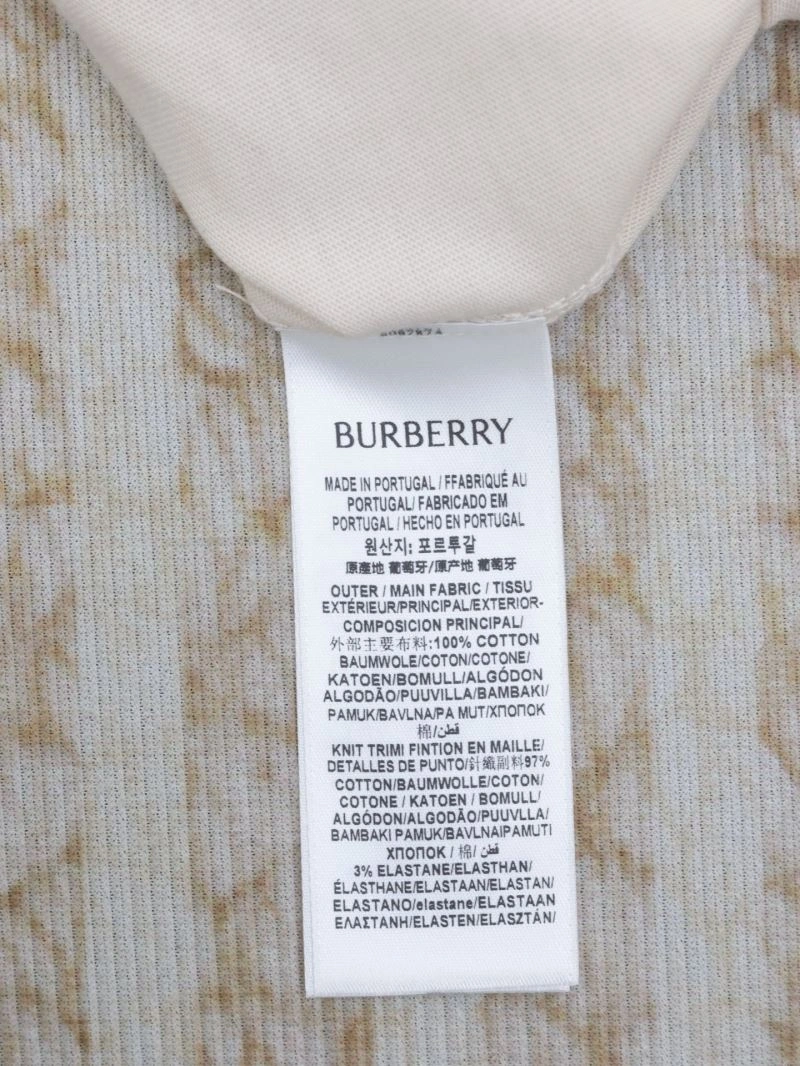 BURBERRY
MADE IN PORTUGAL / FFABRIQUÉ AU
PORTUGAL/ FABRICADO EM
PORTUGAL / HECHO EN PORTUGAL
원산지: 포르투갈
原產地 葡萄牙/原产地 葡萄牙
OUTER / MAIN FABRIC / TISSU
EXTÉRIEUR/PRINCIPAL/EXTERIOR-
COMPOSICION PRINCIPAL/
外部主要布料:100% COTTON
BAUMWOLE/COTON/COTONE/
KATOEN/BOMULL/ALGÓDON
ALGODÃO/PUUVILLA/BAMBAKI/
PAMUK/BAVLNA/PA MUT/ХПОПОК
棉/قطن
KNIT TRIMI FINTION EN MAILLE/
DETALLES DE PUNTO/針織副料97%
COTTON/BAUMWOLLE/COTON/
COTONE / KATOEN / BOMULL/
ALGÓDON/ALGODÃO/PUUVLLA/
BAMBAKI PAMUK/BAVLNAIPAMUTI
ХПОПОК / 棉/ قطن
3% ELASTANE/ELASTHAN/
ÉLASTHANE/ELASTAAN/ELASTAN/
ELASTANO/elastane/ELASTAAN
ΕΛΑΣΤΑΝΗ/ELASTEN/ELASZTÁN/